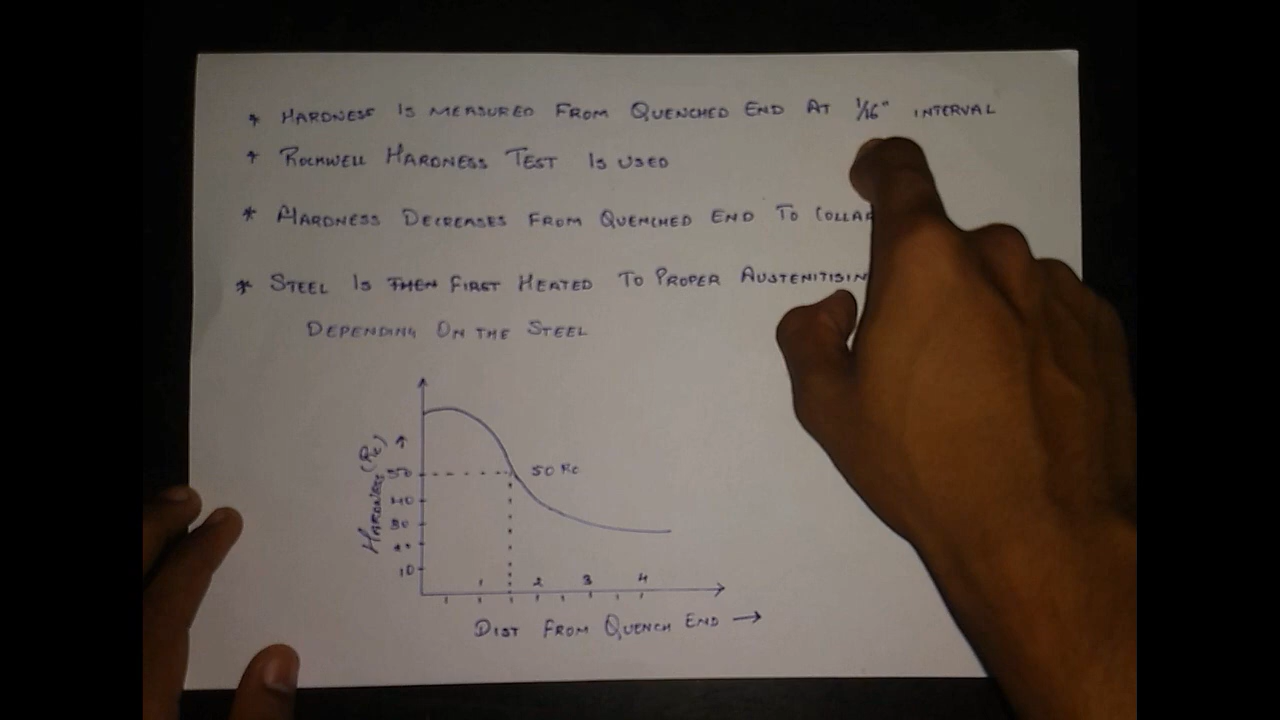 * HARDNESS IS MEASURED FROM QUENCHED END AT 1/16" INTERVAL
* ROCKWELL HARDNESS TEST IS USED
* HARDNESS DECREASES FROM QUENCHED END TO COLLAR
* STEEL IS THEN FIRST HEATED TO PROPER AUSTENITISIN
DEPENDING ON THE STEEL
HARDNESS (Rc) →
50
50 Rc
40
30
10
1 2 3 4
DIST FROM QUENCH END →